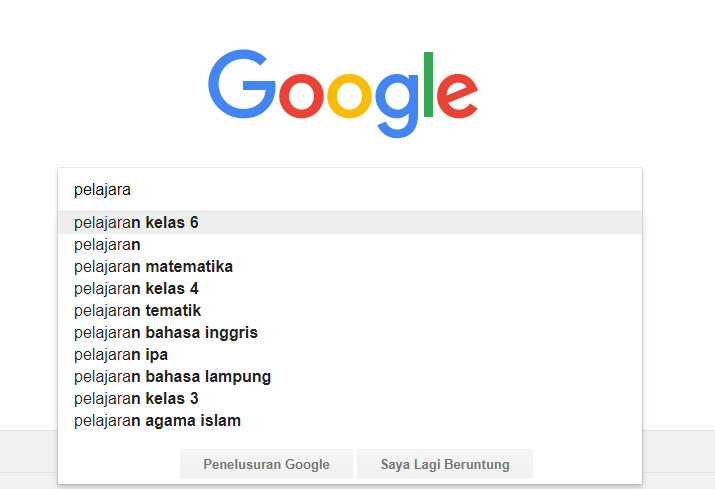 Google
pelajara
pelajaran kelas 6
pelajaran
pelajaran matematika
pelajaran kelas 4
pelajaran tematik
pelajaran bahasa inggris
pelajaran ipa
pelajaran bahasa lampung
pelajaran kelas 3
pelajaran agama islam
Penelusuran Google Saya Lagi Beruntung